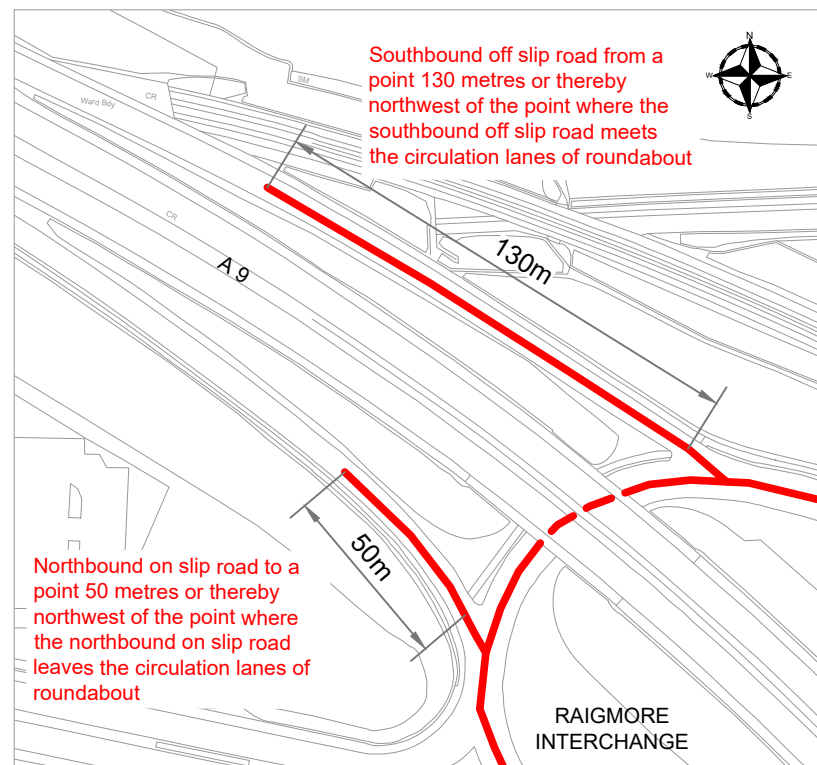 Southbound off slip road from a
point 130 metres or thereby
northwest of the point where the
southbound off slip road meets
the circulation lanes of roundabout
N
W
E
S
SM
CR
Ward Bdy
CR
A 9
130m
50m
Northbound on slip road to a
point 50 metres or thereby
northwest of the point where
the northbound on slip road
leaves the circulation lanes of
roundabout
RAIGMORE
INTERCHANGE